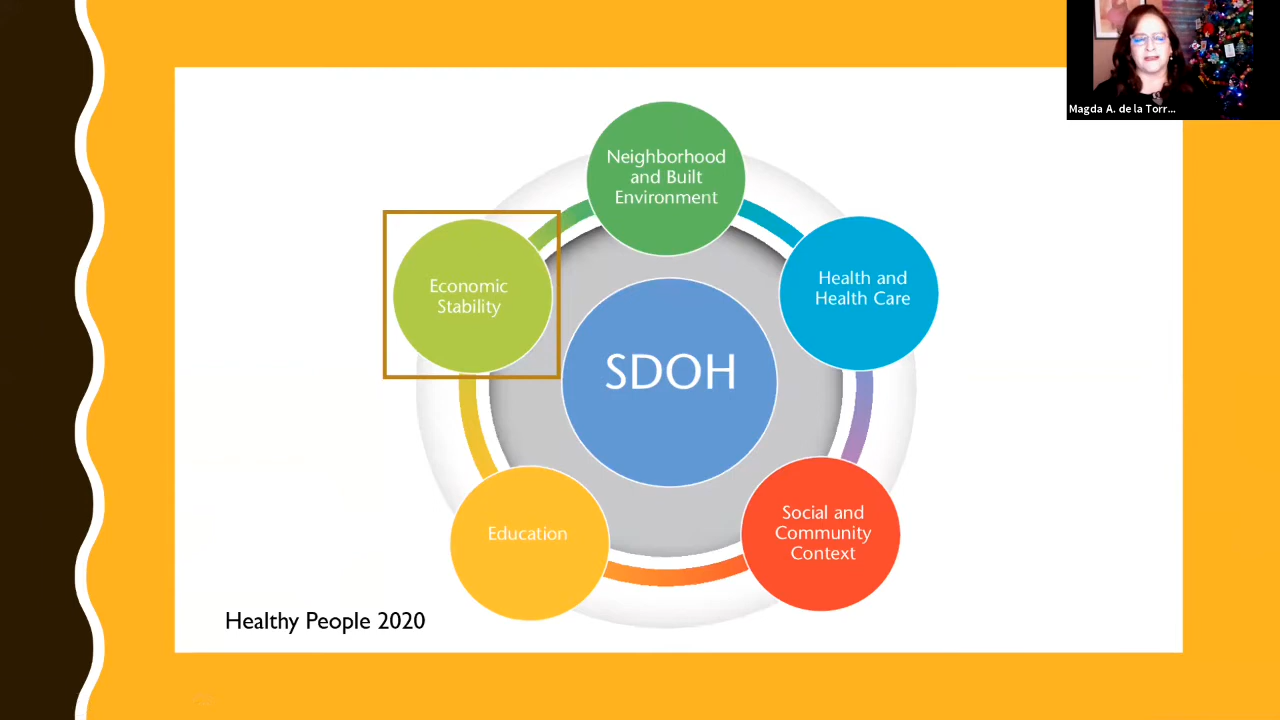 Magda A. de la Torr...
Neighborhood
and Built
Environment
Economic
Stability
Health and
Health Care
SDOH
Education
Social and
Community
Context
Healthy People 2020